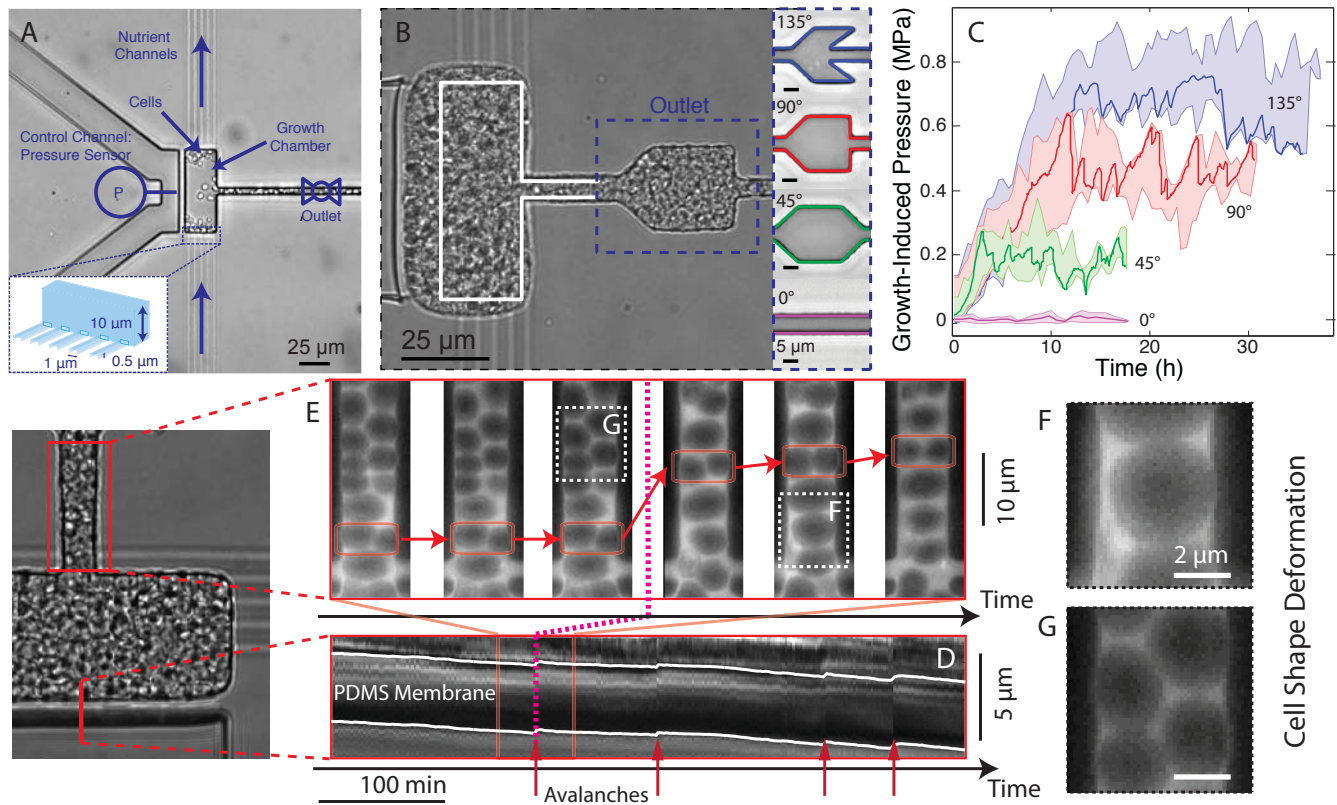 A
Nutrient
Channels
Cells
Control Channel:
Pressure Sensor
Growth
Chamber
P
Outlet
10 µm
1 µm
0.5 µm
25 µm
B
Outlet
25 µm
135°
90°
45°
0°
5 µm
C
Growth-Induced Pressure (MPa)
0.8
0.6
0.4
0.2
0
0
10
20
30
Time (h)
135°
90°
45°
0°
E
G
F
10 µm
Time
D
PDMS Membrane
5 µm
Time
100 min
Avalanches
F
2 µm
G
Cell Shape Deformation